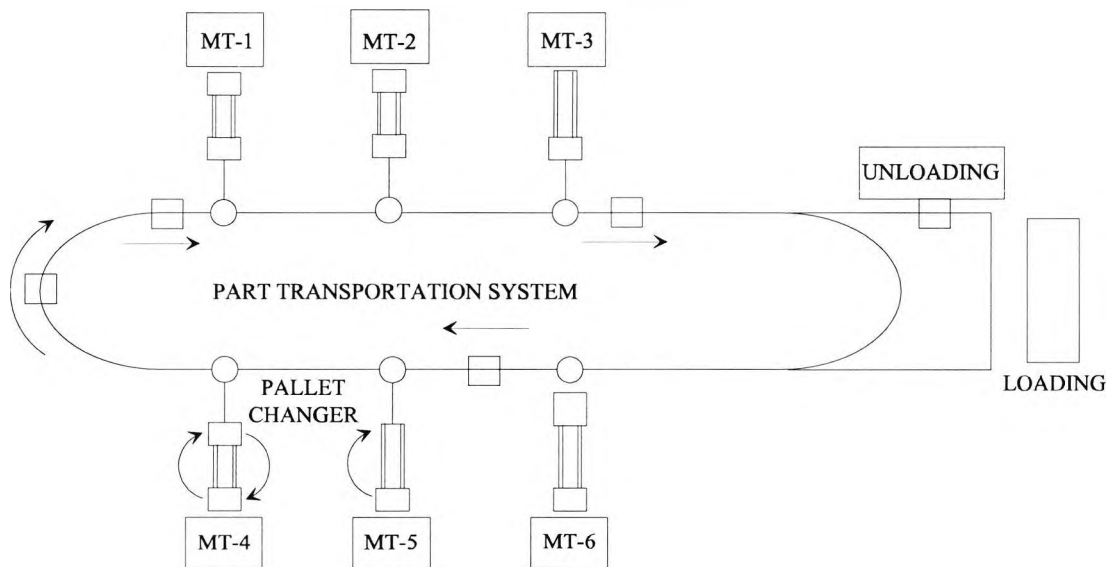 MT-1
MT-2
MT-3
UNLOADING
PART TRANSPORTATION SYSTEM
LOADING
PALLET
CHANGER
MT-4
MT-5
MT-6